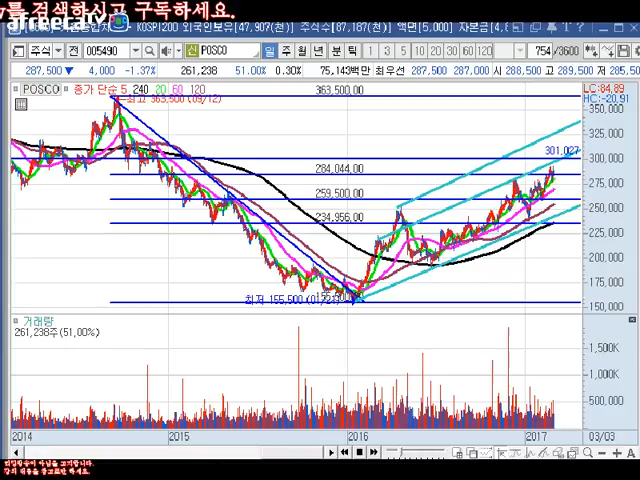 를 검색하시고 구독하세요.
afreecaTV
KOSPI200 외국인보유[47,907(천)] 주식수[87,187(천)] 액면[5,000]
주식 005490 신 POSCO 일 주 월 년 분 틱 1 3 5 10 20 30 60 120 754 /3600
287,500 ▼ 4,000 -1.37% 261,238 51.00% 0.30% 75,143백만 최우선 287,500 287,000 시 288,500 고 289,500 저 285,50
POSCO 종가 단순 5 240 20 60 120
LC:84.89
HC:-20.91
최고 363,500 (09/12)
363,500.00
350,000
325,000
301,027
300,000
284,044.00
275,000
259,500.00
250,000
234,956.00
225,000
200,000
175,000
최저 155,500
150,000
거래량
261,238주(51,00%)
1,500K
1,000K
500,000
2014 2015 2016 2017 03/03